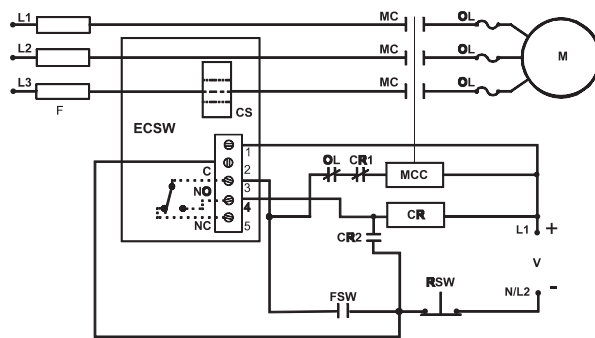 L1 MC OL
L2 MC OL M
L3 MC OL
F CS
ECSW
1
OL CR1
C 2 MCC
NO 3
4 CR
NC 5 CR2 L1 +
V
FSW RSW N/L2 -